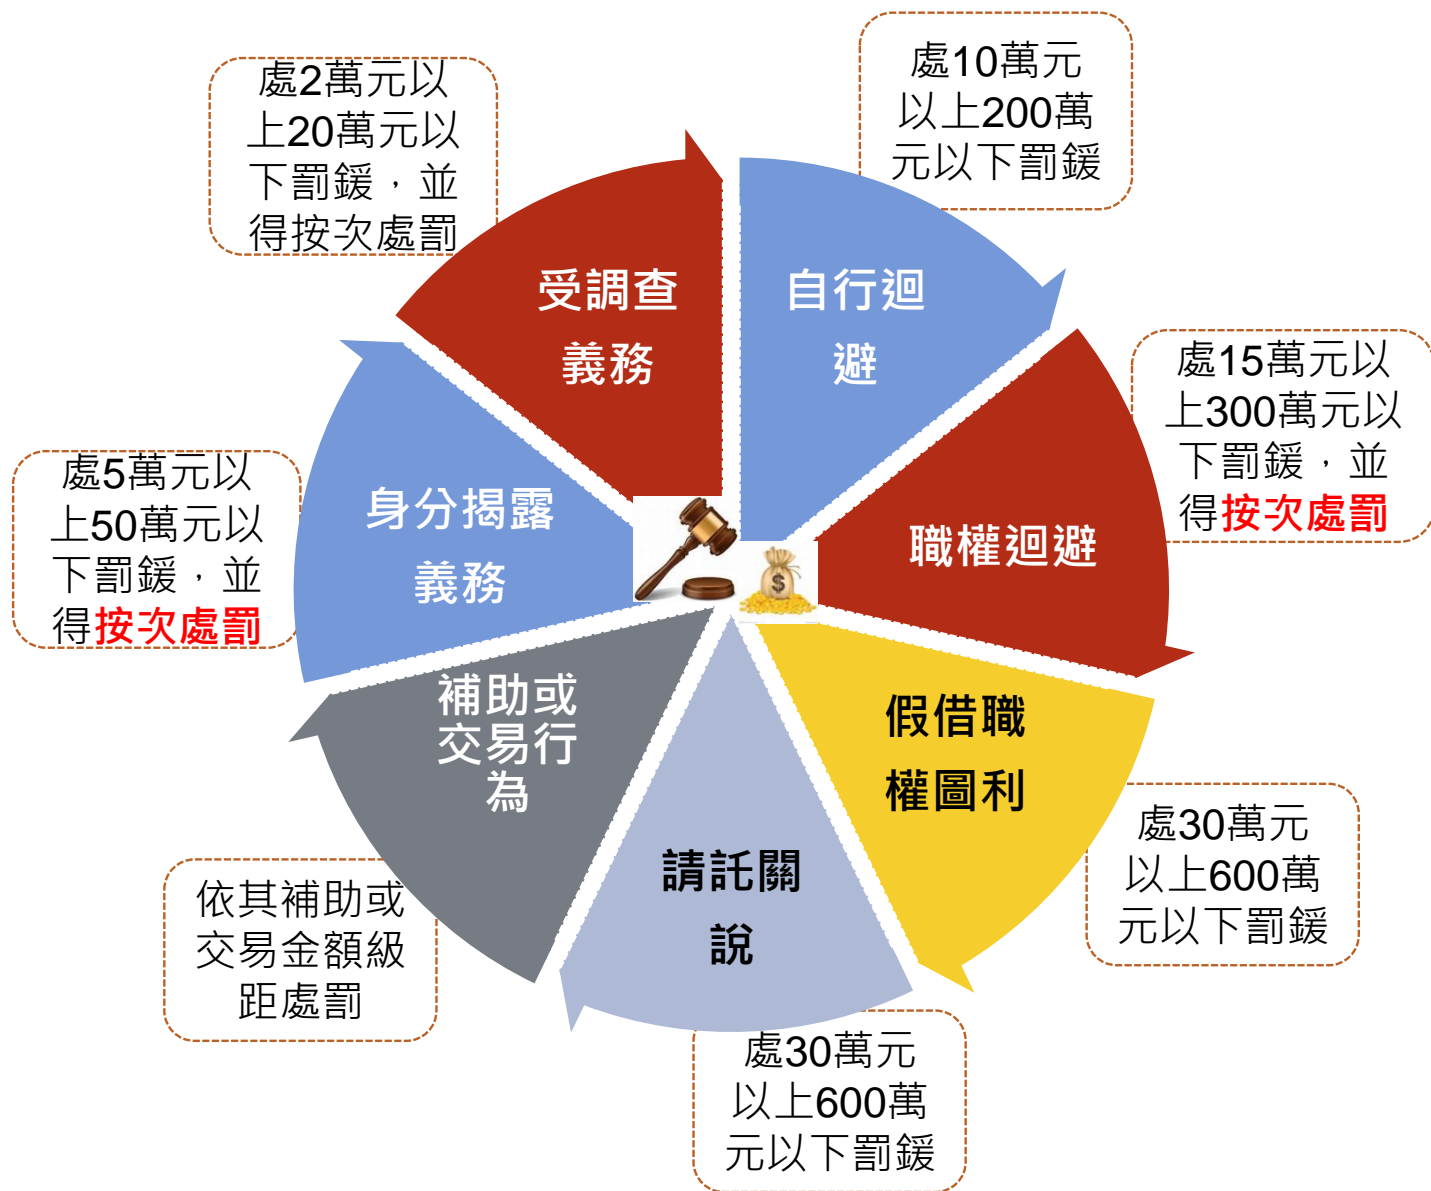 處10萬元
以上200萬
元以下罰鍰
自行迴
避
處15萬元以
上300萬元以
下罰鍰，並
得按次處罰
職權迴避
假借職
權圖利
處30萬元
以上600萬
元以下罰鍰
請託關
說
處30萬元
以上600萬
元以下罰鍰
補助或
交易行
為
依其補助或
交易金額級
距處罰
身分揭露
義務
處5萬元以
上50萬元以
下罰鍰，並
得按次處罰
受調查
義務
處2萬元以
上20萬元以
下罰鍰，並
得按次處罰
$